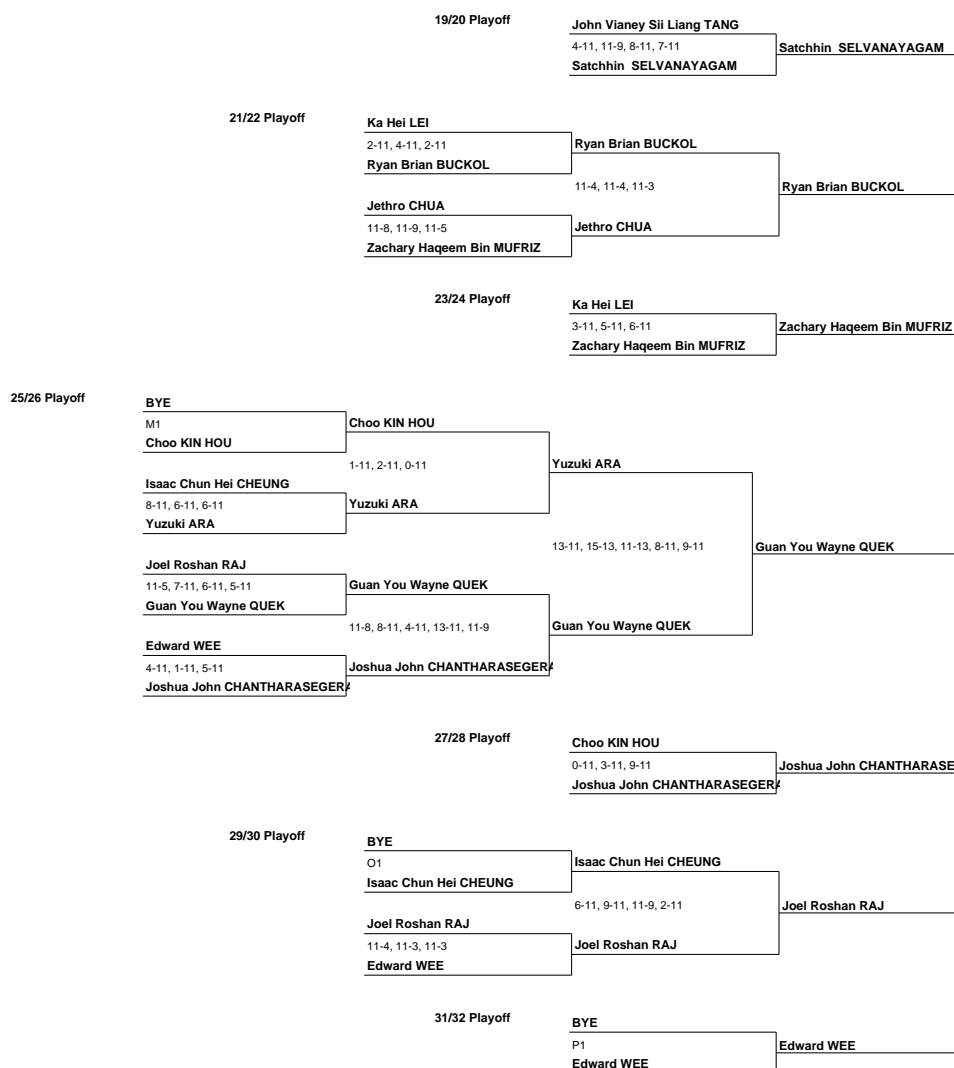 19/20 Playoff
John Vianey Sii Liang TANG
4-11, 11-9, 8-11, 7-11
Satchhin SELVANAYAGAM
Satchhin SELVANAYAGAM
21/22 Playoff
Ka Hei LEI
2-11, 4-11, 2-11
Ryan Brian BUCKOL
Ryan Brian BUCKOL
11-4, 11-4, 11-3
Ryan Brian BUCKOL
Jethro CHUA
11-8, 11-9, 11-5
Zachary Haqeem Bin MUFRIZ
Jethro CHUA
23/24 Playoff
Ka Hei LEI
3-11, 5-11, 6-11
Zachary Haqeem Bin MUFRIZ
Zachary Haqeem Bin MUFRIZ
25/26 Playoff
BYE
M1
Choo KIN HOU
Choo KIN HOU
1-11, 2-11, 0-11
Yuzuki ARA
Isaac Chun Hei CHEUNG
8-11, 6-11, 6-11
Yuzuki ARA
Yuzuki ARA
13-11, 15-13, 11-13, 8-11, 9-11
Guan You Wayne QUEK
Joel Roshan RAJ
11-5, 7-11, 6-11, 5-11
Guan You Wayne QUEK
Guan You Wayne QUEK
11-8, 8-11, 4-11, 13-11, 11-9
Guan You Wayne QUEK
Edward WEE
4-11, 1-11, 5-11
Joshua John CHANTHARASEGERA
Joshua John CHANTHARASEGERA
27/28 Playoff
Choo KIN HOU
0-11, 3-11, 9-11
Joshua John CHANTHARASEGERA
Joshua John CHANTHARASE
29/30 Playoff
BYE
O1
Isaac Chun Hei CHEUNG
Isaac Chun Hei CHEUNG
6-11, 9-11, 11-9, 2-11
Joel Roshan RAJ
Joel Roshan RAJ
11-4, 11-3, 11-3
Edward WEE
Joel Roshan RAJ
31/32 Playoff
BYE
P1
Edward WEE
Edward WEE